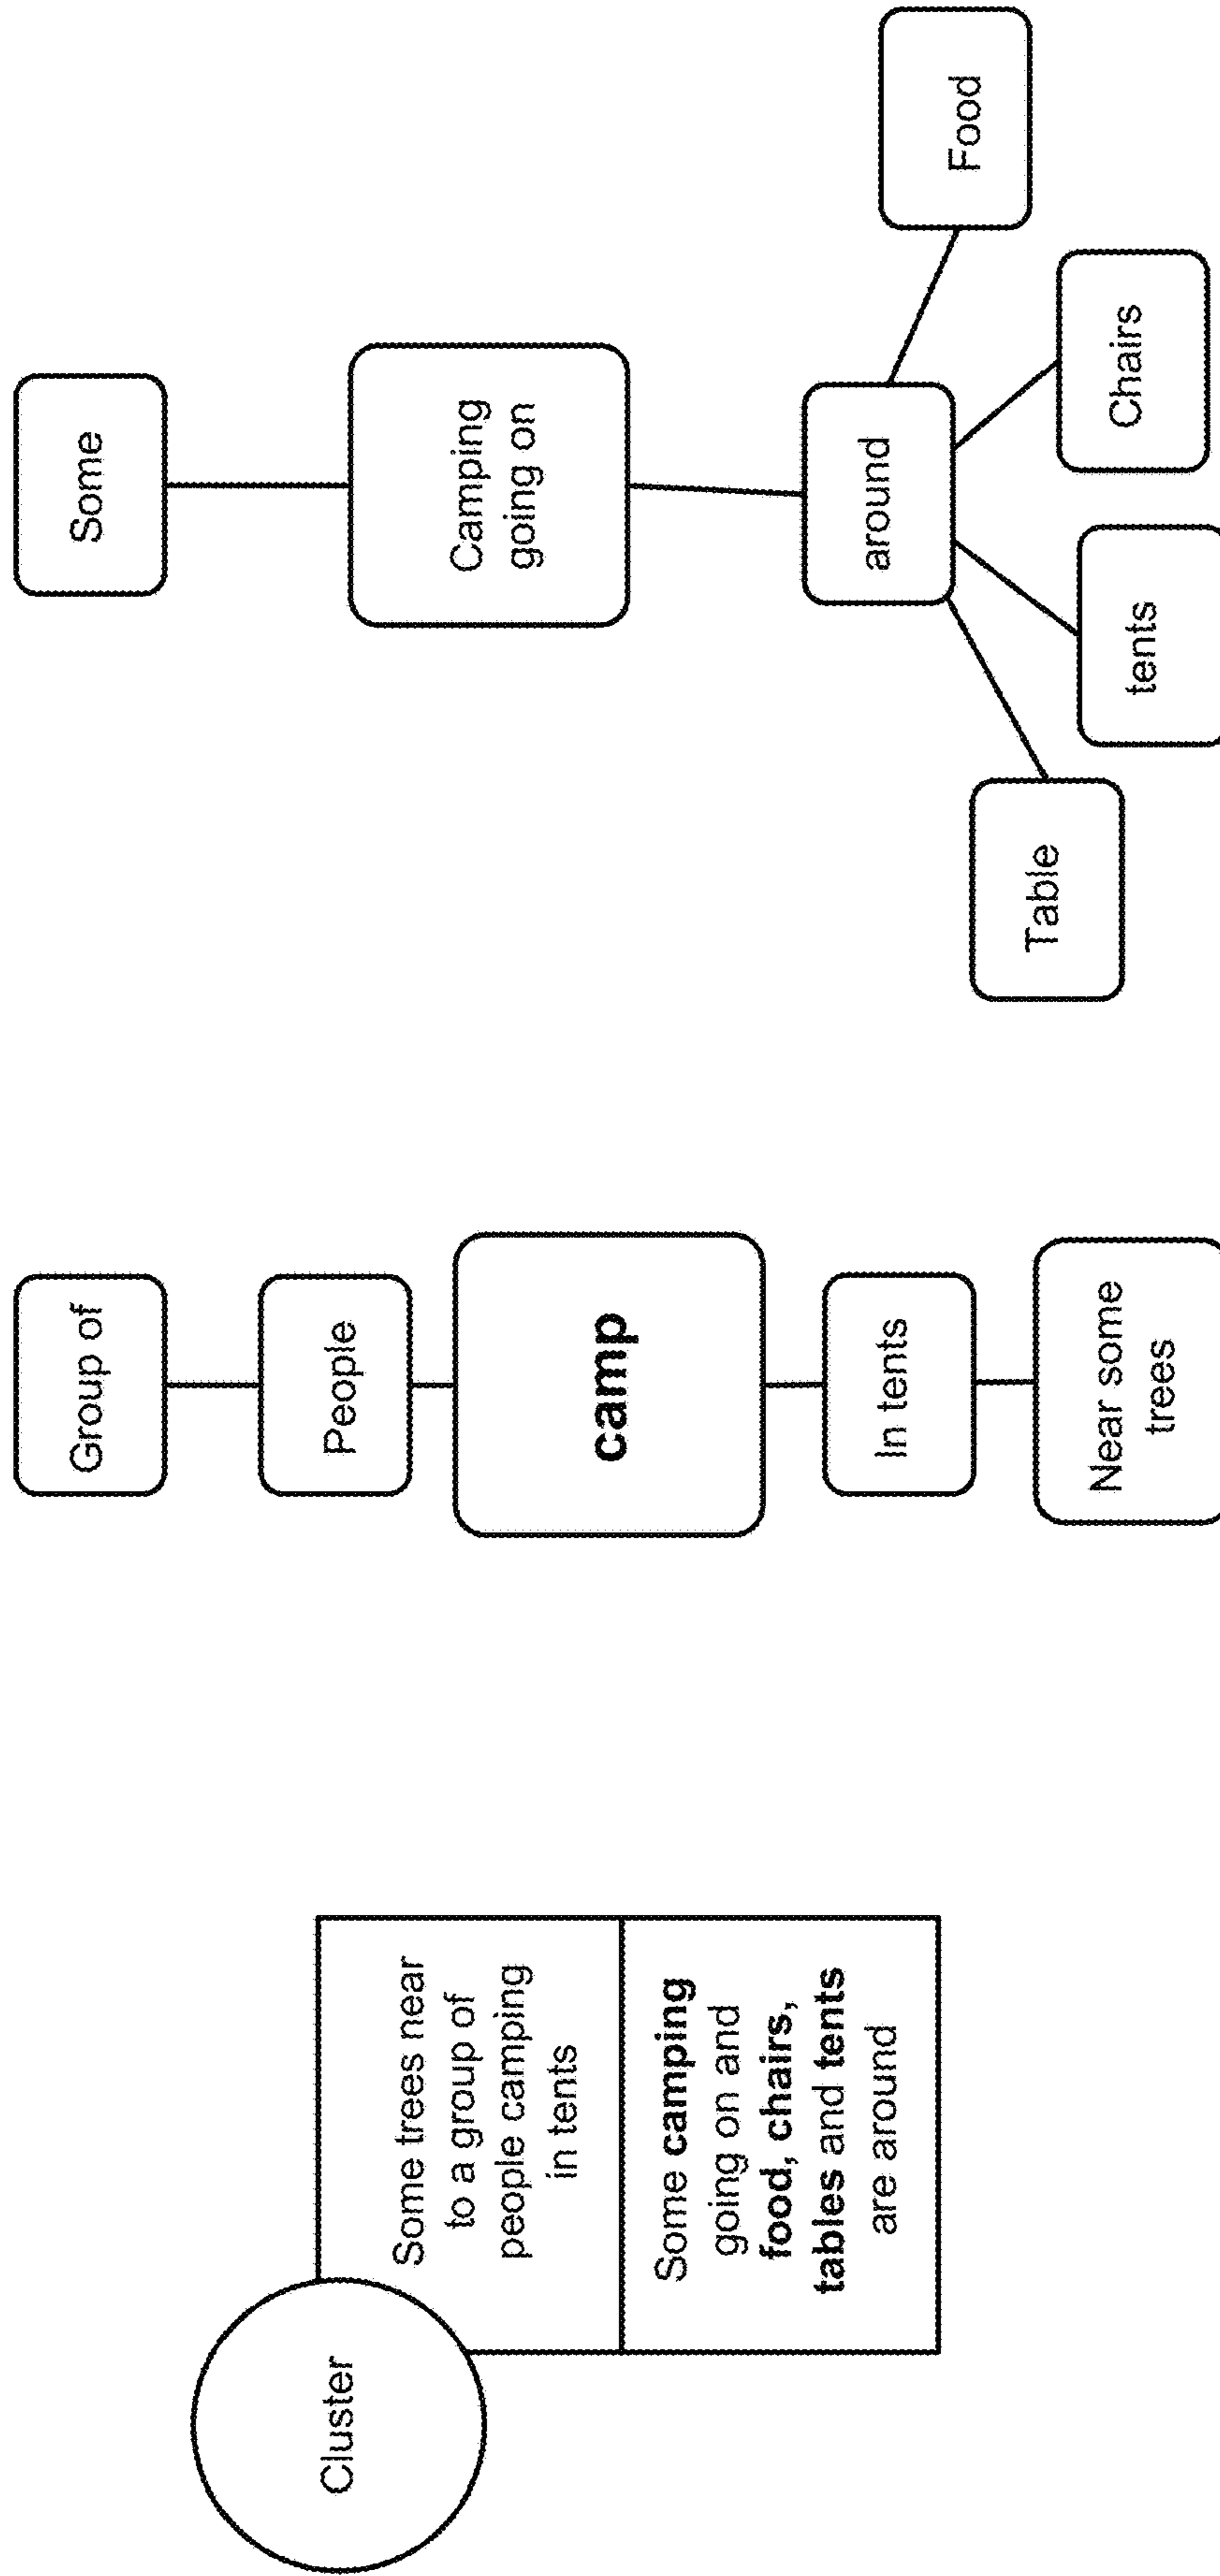 Cluster
Some trees near
to a group of
people camping
in tents
Some camping
going on and
food, chairs,
tables and tents
are around
Group of
People
camp
In tents
Near some
trees
Some
Camping
going on
around
Table
tents
Chairs
Food